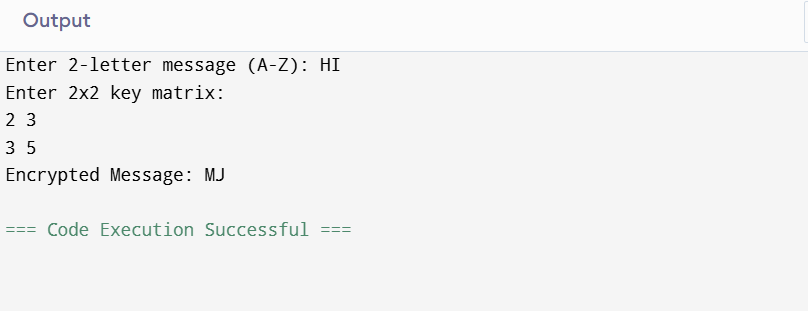 Output
Enter 2-letter message (A-Z): HI
Enter 2x2 key matrix:
2 3
3 5
Encrypted Message: MJ
=== Code Execution Successful ===